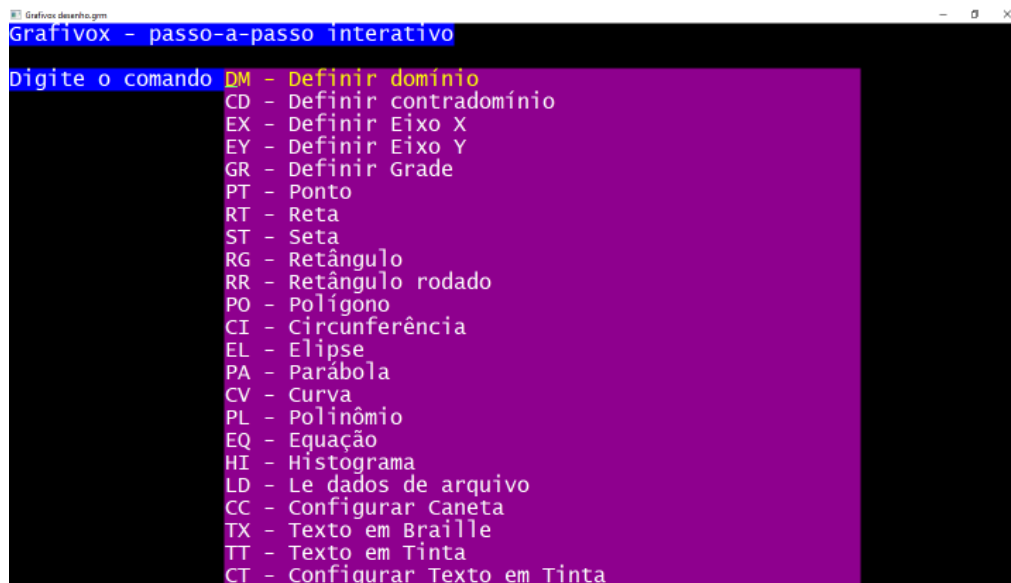 Grafivox desenho.grm
Grafivox - passo-a-passo interativo
Digite o comando DM - Definir domínio
CD - Definir contradomínio
EX - Definir Eixo X
EY - Definir Eixo Y
GR - Definir Grade
PT - Ponto
RT - Reta
ST - Seta
RG - Retângulo
RR - Retângulo rodado
PO - Polígono
CI - Circunferência
EL - Elipse
PA - Parábola
CV - Curva
PL - Polinômio
EQ - Equação
HI - Histograma
LD - Le dados de arquivo
CC - Configurar Caneta
TX - Texto em Braille
TT - Texto em Tinta
CT - Configurar Texto em Tinta